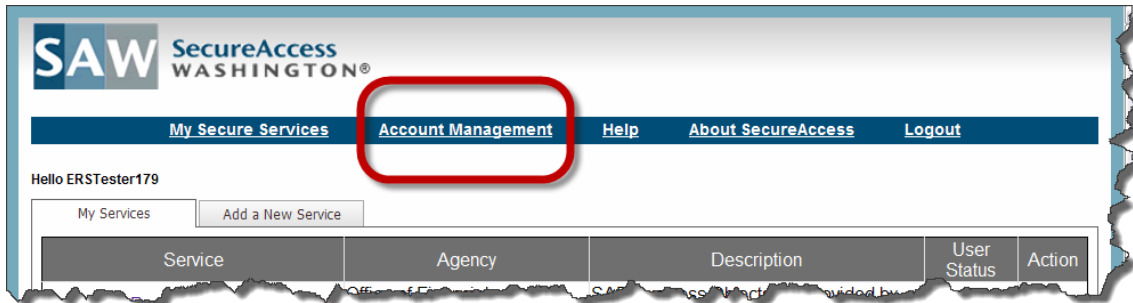 SAW SecureAccess
WASHINGTON®
My Secure Services Account Management Help About SecureAccess Logout
Hello ERSTester179
My Services Add a New Service
Service Agency Description User Status Action